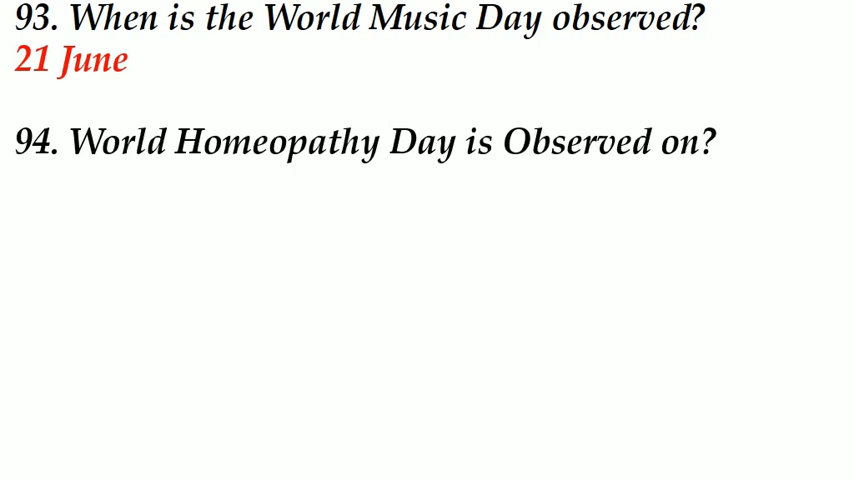 93. When is the World Music Day observed?
21 June
94. World Homeopathy Day is Observed on?